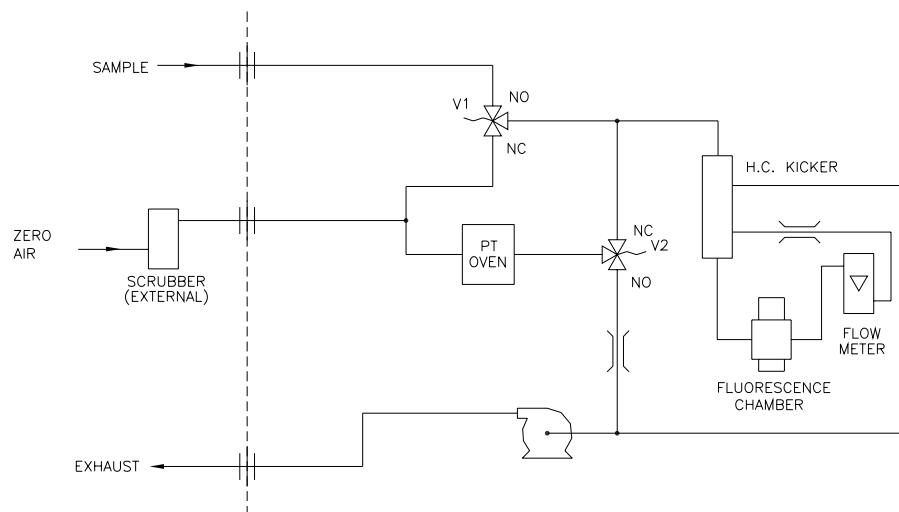 SAMPLE
NO
V1
NC
H.C. KICKER
ZERO
AIR
SCRUBBER
(EXTERNAL)
PT
OVEN
NC
V2
NO
FLOW
METER
FLUORESCENCE
CHAMBER
EXHAUST